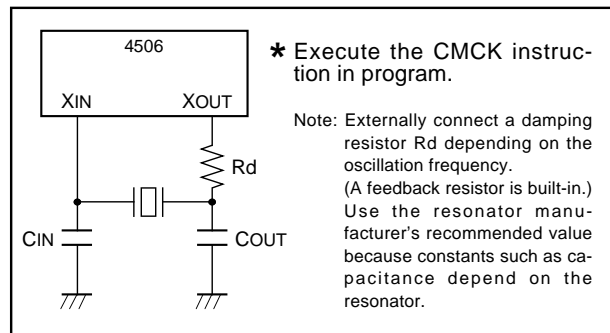 4506
XIN
XOUT
Rd
CIN
COUT
* Execute the CMCK instruc-
tion in program.
Note: Externally connect a damping
resistor Rd depending on the
oscillation frequency.
(A feedback resistor is built-in.)
Use the resonator manu-
facturer's recommended value
because constants such as ca-
pacitance depend on the
resonator.